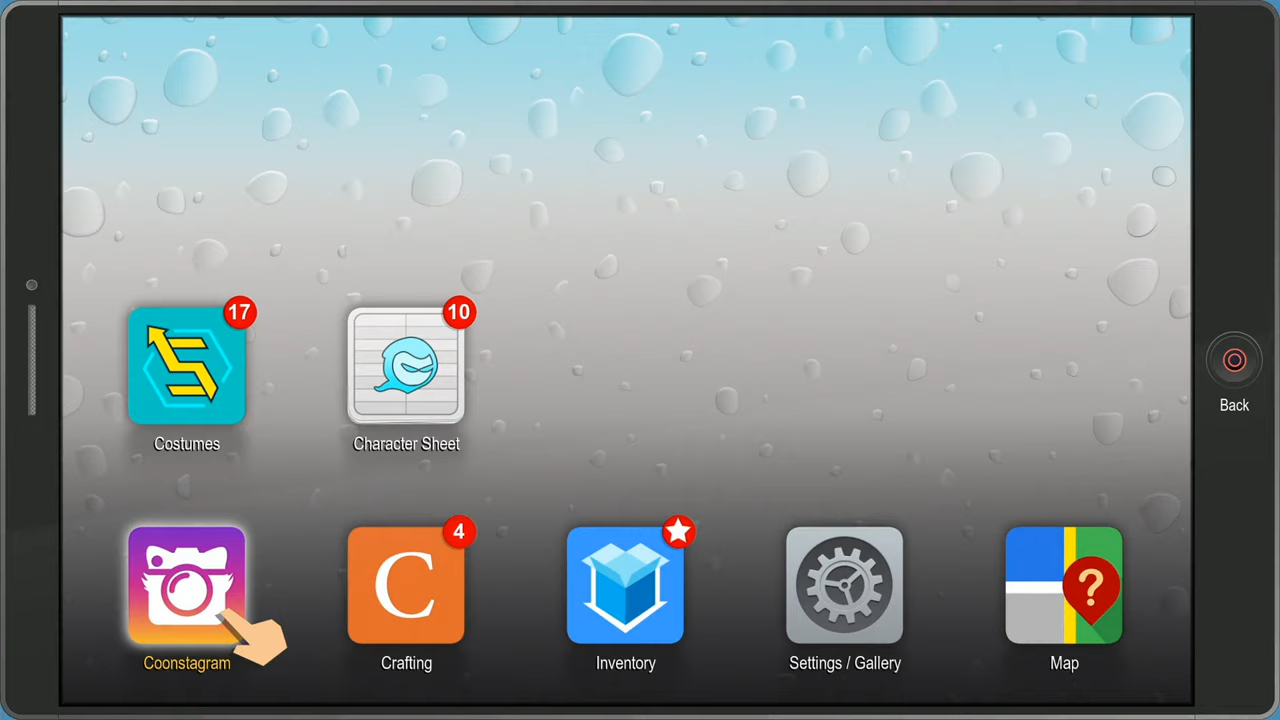 17
10
Costumes
Character Sheet
Back
4
C
Coonstagram
Crafting
Inventory
Settings / Gallery
Map
?